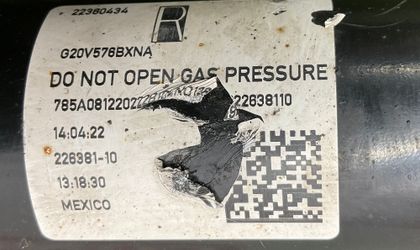 22380434
R
G20V576BXNA
DO NOT OPEN GAS PRESSURE
22638110
14:04:22
226381-10
13:18:30
MEXICO